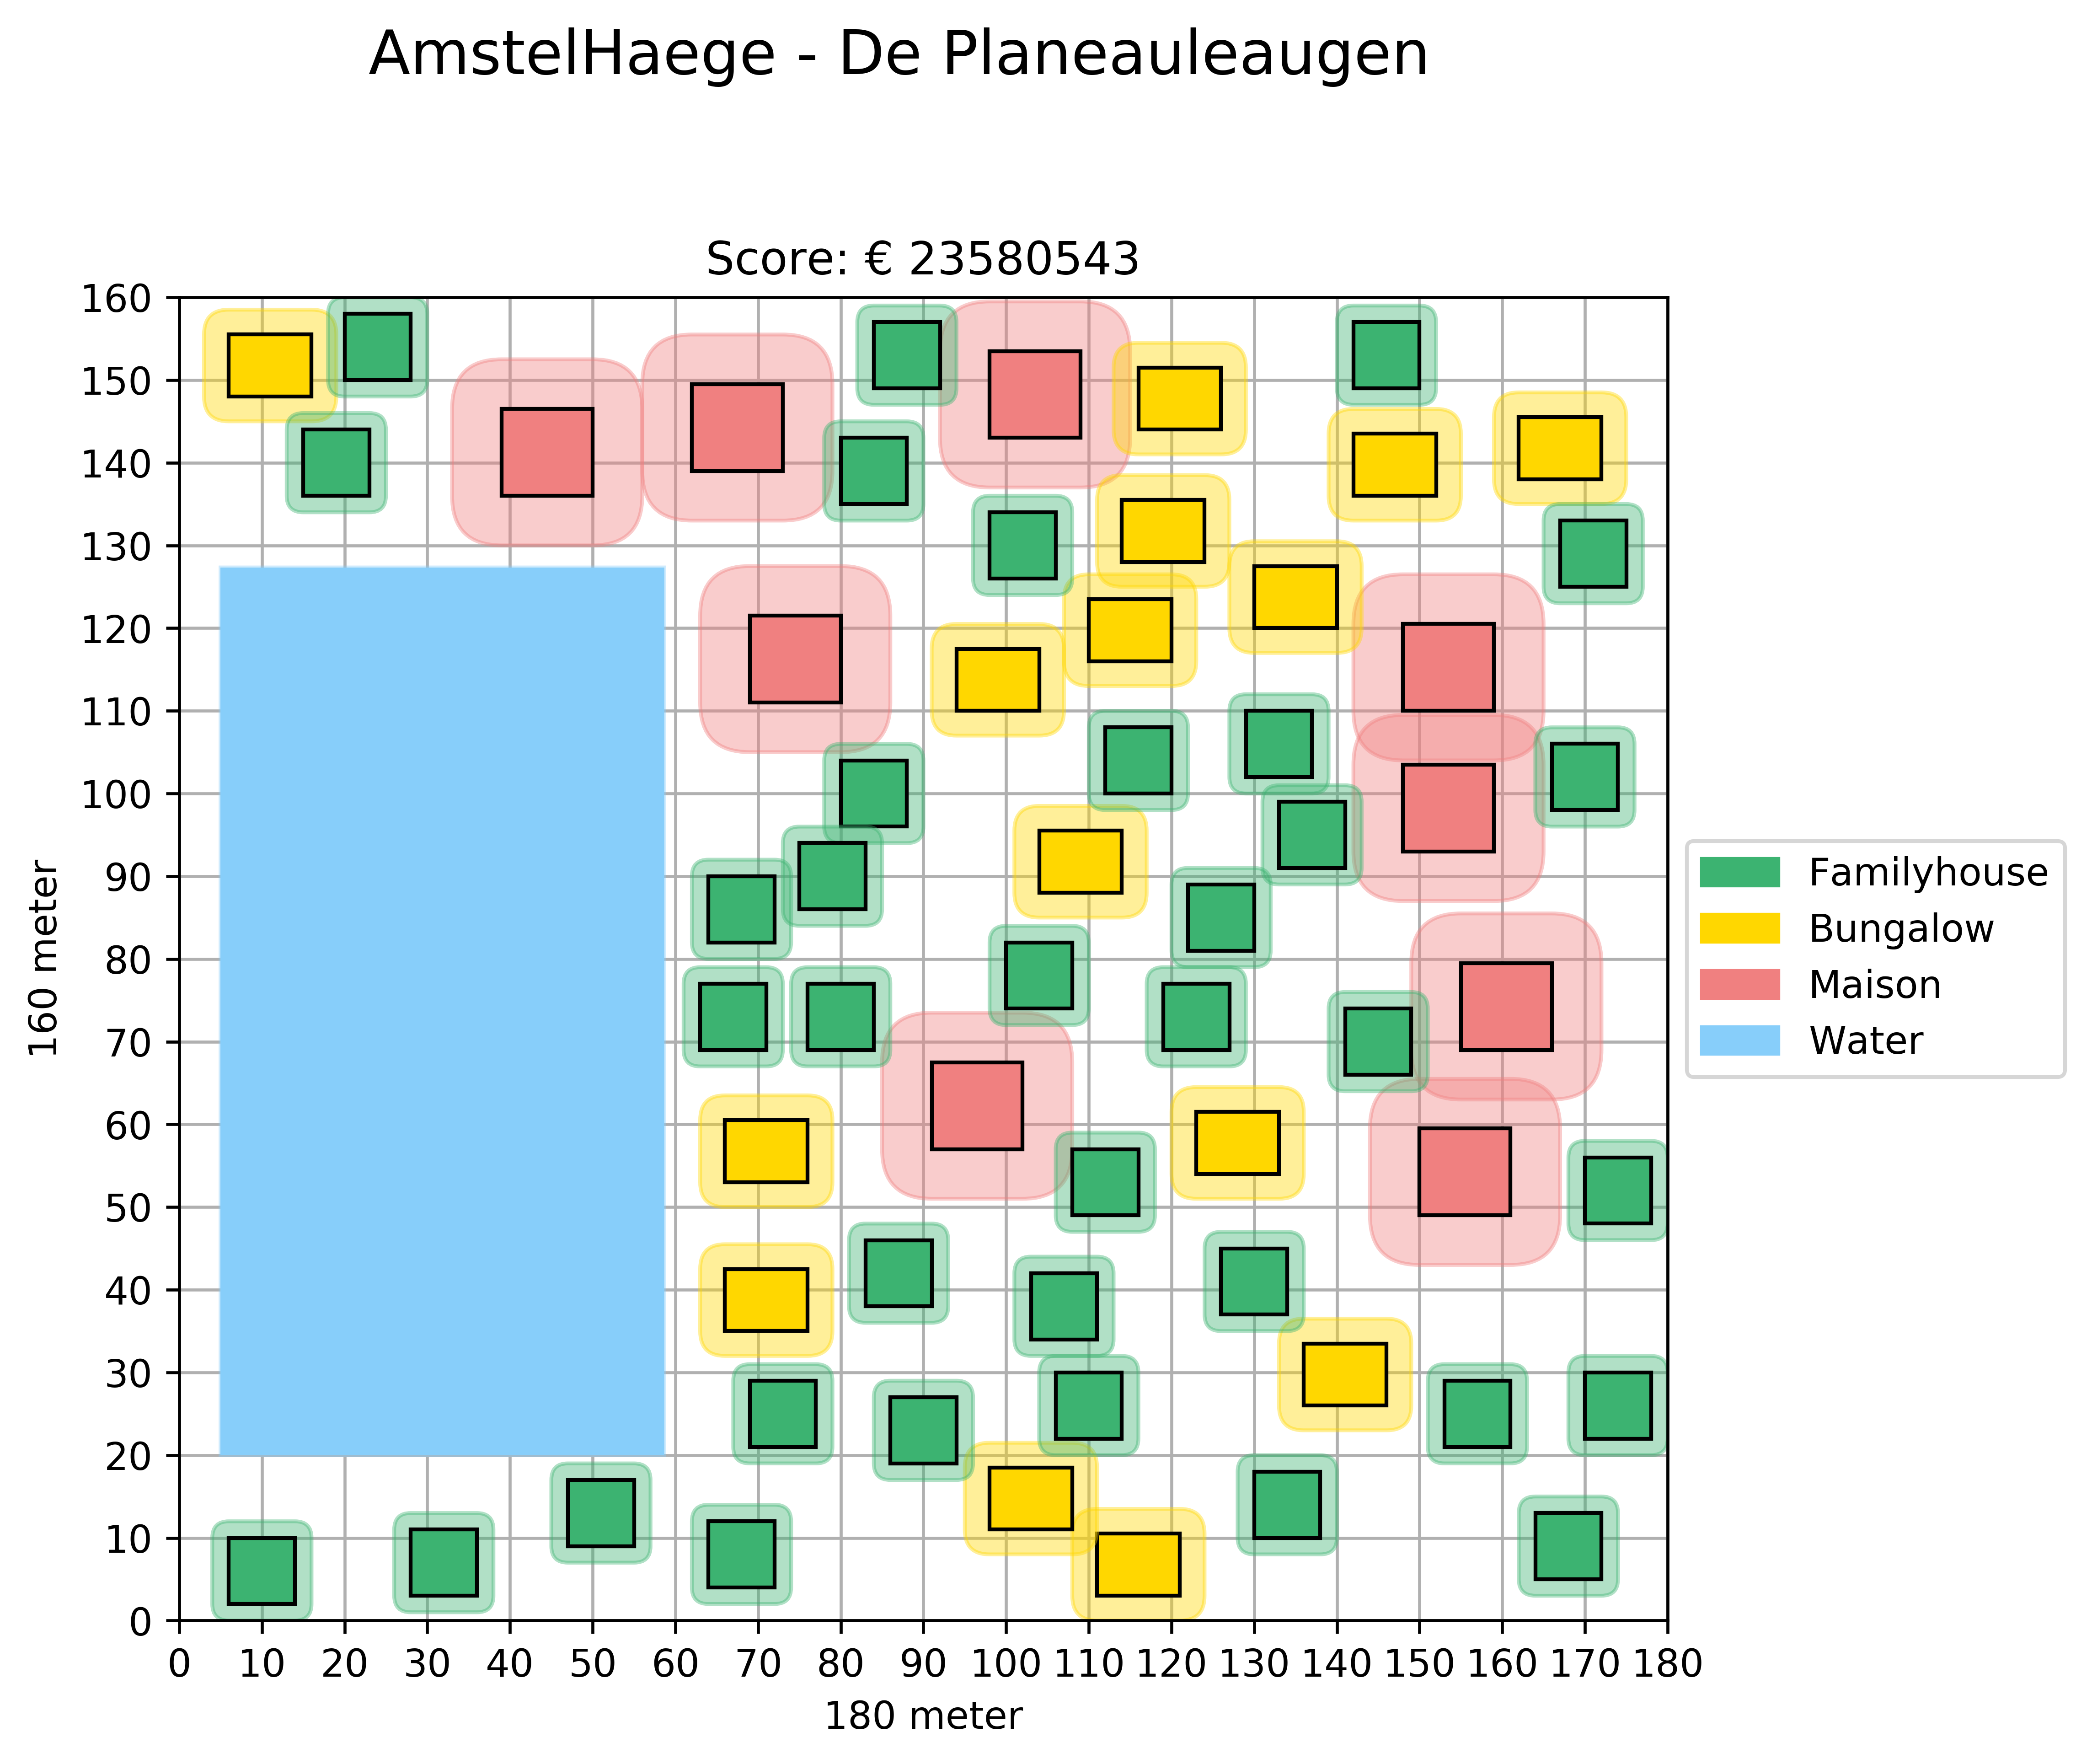 AmstelHaege - De Planeauleaugen
Score: € 23580543
160
150
140
130
120
110
100
90
80
70
60
50
40
30
20
10
0
160 meter
0 10 20 30 40 50 60 70 80 90 100 110 120 130 140 150 160 170 180
180 meter
Familyhouse
Bungalow
Maison
Water